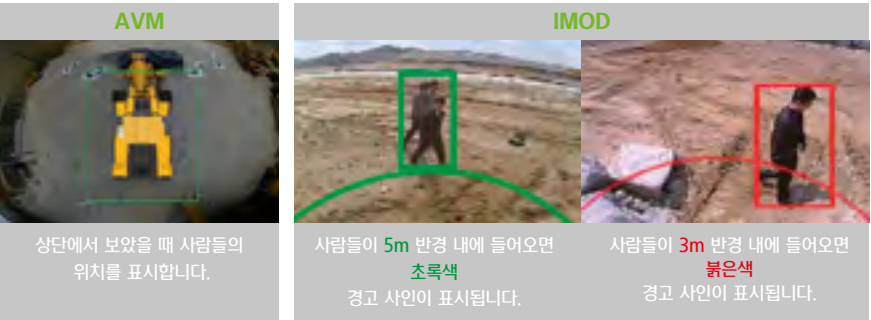 AVM
상단에서 보았을 때 사람들의
위치를 표시합니다.
IMOD
사람들이 5m 반경 내에 들어오면
초록색
경고 사인이 표시됩니다.
사람들이 3m 반경 내에 들어오면
붉은색
경고 사인이 표시됩니다.